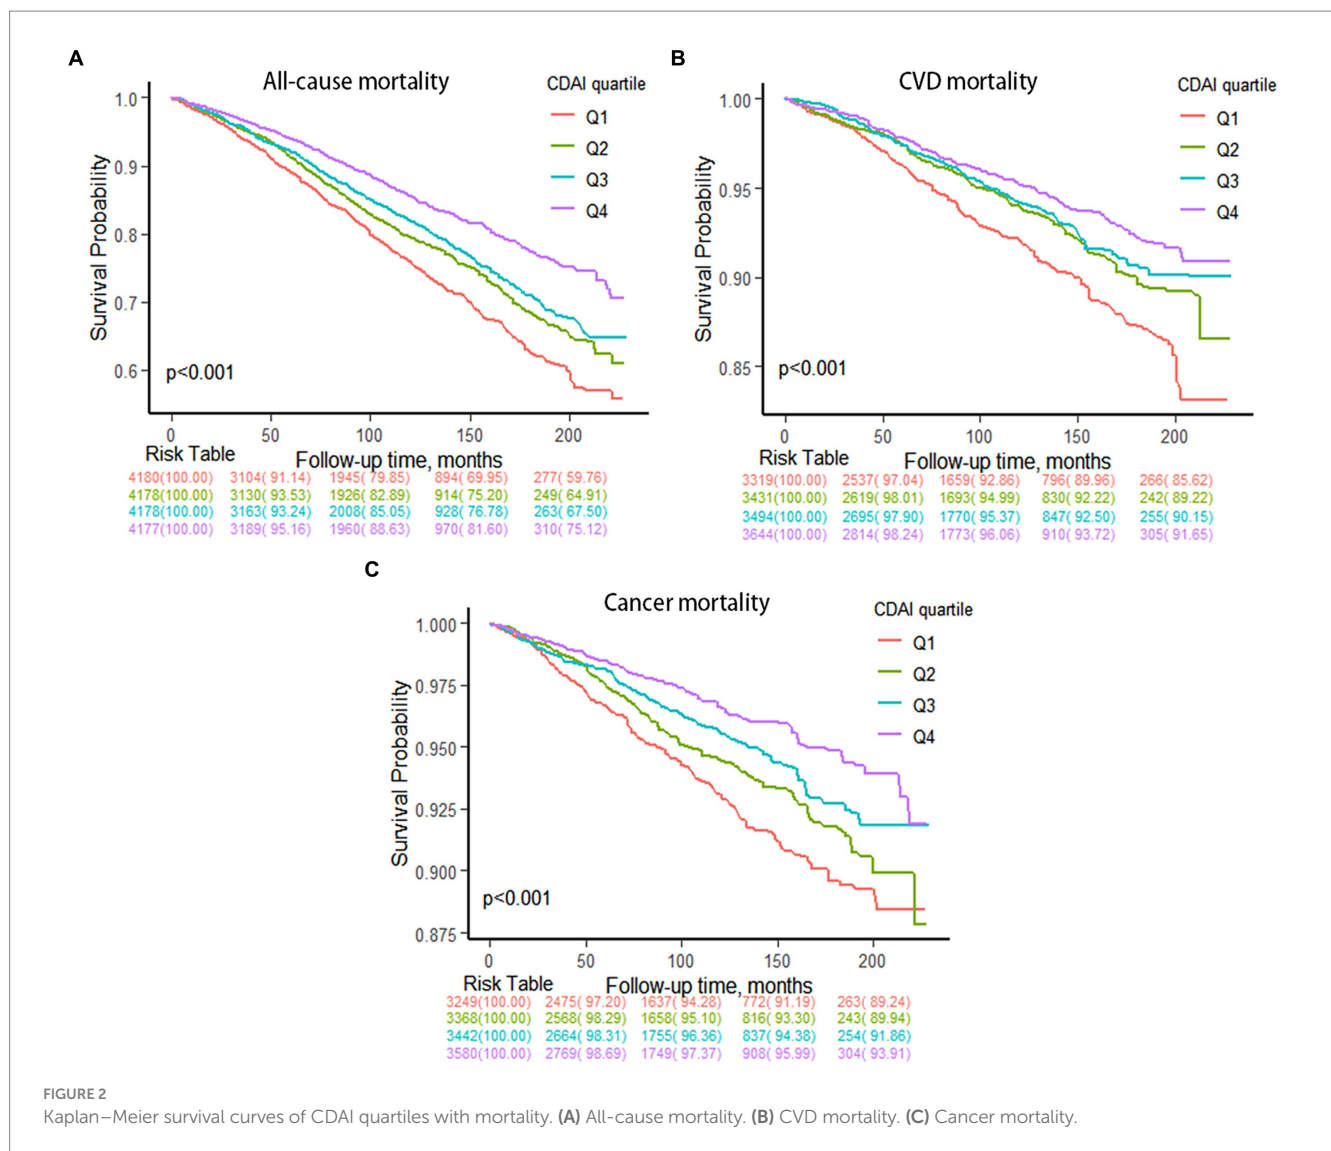 A
All-cause mortality
CDAI quartile
Q1
Q2
Q3
Q4
Survival Probability
1.0
0.9
0.8
0.7
0.6
p<0.001
0 50 100 150 200
Risk Table
Follow-up time, months
4180(100.00) 3104( 91.14) 1945( 79.85) 894( 69.95) 277( 59.76)
4178(100.00) 3130( 93.53) 1926( 82.89) 914( 75.20) 249( 64.91)
4178(100.00) 3163( 93.24) 2008( 85.05) 928( 76.78) 263( 67.50)
4177(100.00) 3189( 95.16) 1960( 88.63) 970( 81.60) 310( 75.12)
B
CVD mortality
CDAI quartile
Q1
Q2
Q3
Q4
Survival Probability
1.00
0.95
0.90
0.85
p<0.001
0 50 100 150 200
Risk Table
Follow-up time, months
3319(100.00) 2537( 97.04) 1659( 92.86) 796( 89.96) 266( 85.62)
3431(100.00) 2619( 98.01) 1693( 94.99) 830( 92.22) 242( 89.22)
3494(100.00) 2695( 97.90) 1770( 95.37) 847( 92.50) 255( 90.15)
3644(100.00) 2814( 98.24) 1773( 96.06) 910( 93.72) 305( 91.65)
C
Cancer mortality
CDAI quartile
Q1
Q2
Q3
Q4
Survival Probability
1.000
0.975
0.950
0.925
0.900
0.875
p<0.001
0 50 100 150 200
Risk Table
Follow-up time, months
3249(100.00) 2475( 97.20) 1637( 94.28) 772( 91.19) 263( 89.24)
3368(100.00) 2568( 98.29) 1658( 95.10) 816( 93.30) 243( 89.94)
3442(100.00) 2664( 98.31) 1755( 96.36) 837( 94.38) 254( 91.86)
3580(100.00) 2769( 98.69) 1749( 97.37) 908( 95.99) 304( 93.91)
FIGURE 2
Kaplan–Meier survival curves of CDAI quartiles with mortality. (A) All-cause mortality. (B) CVD mortality. (C) Cancer mortality.